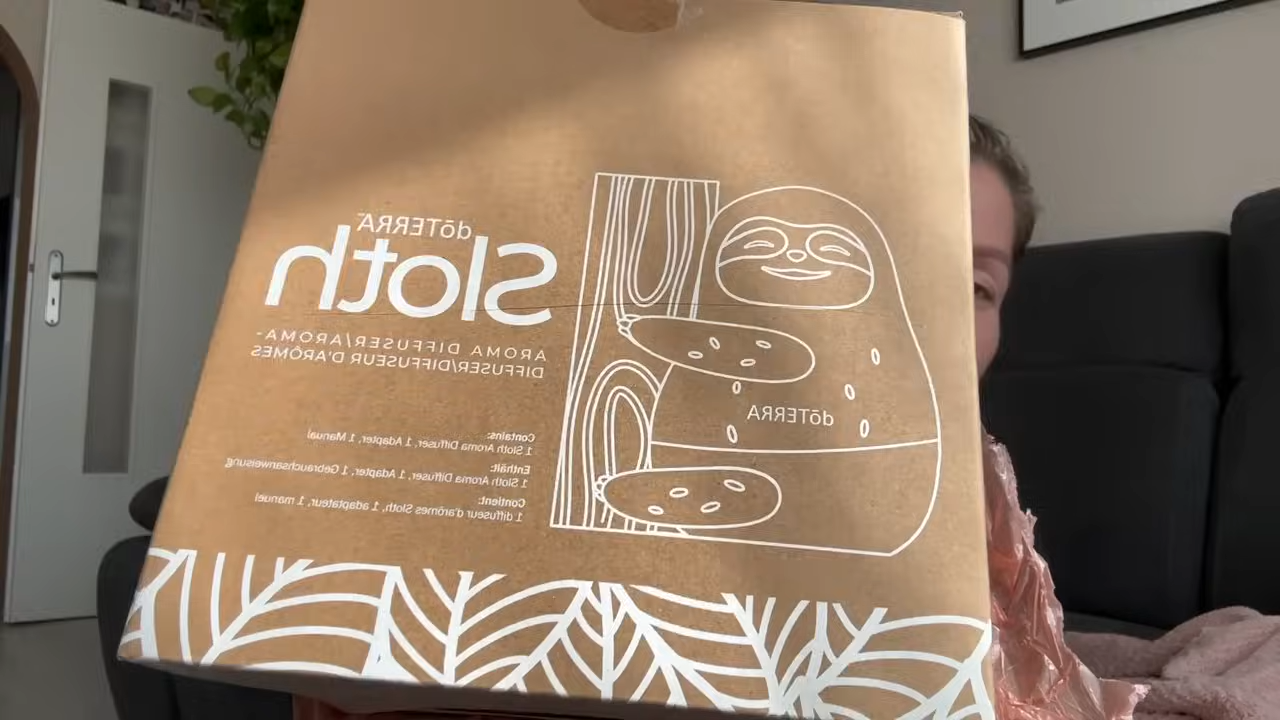 dōTERRA™
Sloth
AROMA DIFFUSER/AROMA-
DIFFUSER/DIFFUSEUR D'ARÔMES
Contains:
1 Sloth Aroma Diffuser, 1 Adapter, 1 Manual
Enthält:
1 Sloth Aroma Diffuser, 1 Adapter, 1 Gebrauchsanweisung
Contient:
1 diffuseur d'arômes Sloth, 1 adaptateur, 1 manuel
dōTERRA